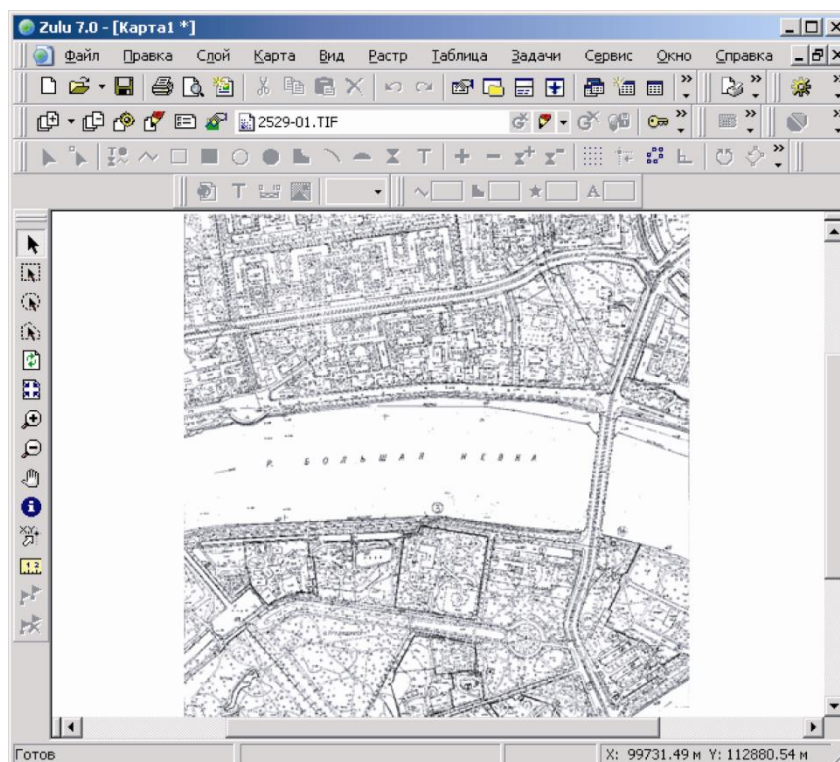 Zulu 7.0 - [Карта1 *]
Файл Правка Слой Карта Вид Растр Таблица Задачи Сервис Окно Справка
2529-01.TIF
Р. БОЛЬШАЯ НЕВКА
Готов
X: 99731.49 м Y: 112880.54 м